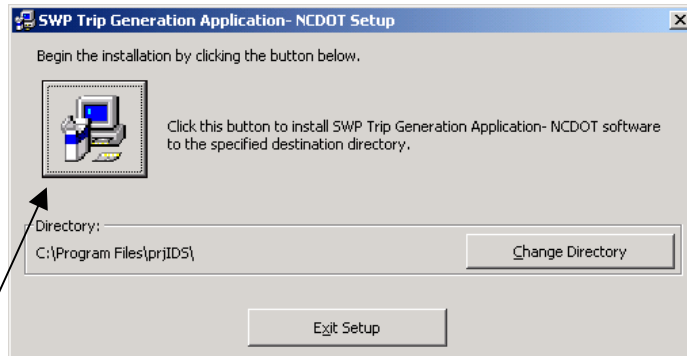 SWP Trip Generation Application- NCDOT Setup
Begin the installation by clicking the button below.
Click this button to install SWP Trip Generation Application- NCDOT software
to the specified destination directory.
Directory:
C:\Program Files\prjIDS\
Change Directory
Exit Setup